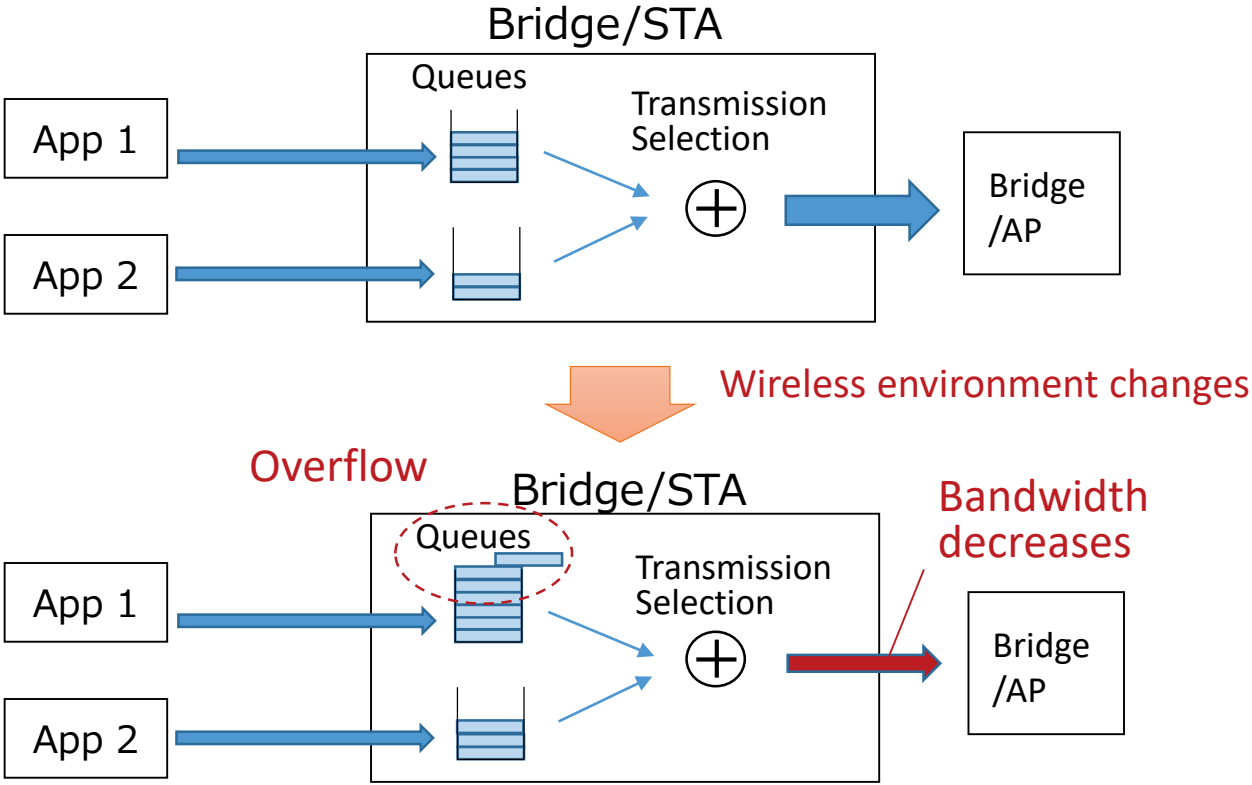 Bridge/STA
Queues
Transmission
Selection
App 1
App 2
Bridge
/AP
Wireless environment changes
Overflow
Bridge/STA
Bandwidth
decreases
Queues
Transmission
Selection
App 1
App 2
Bridge
/AP